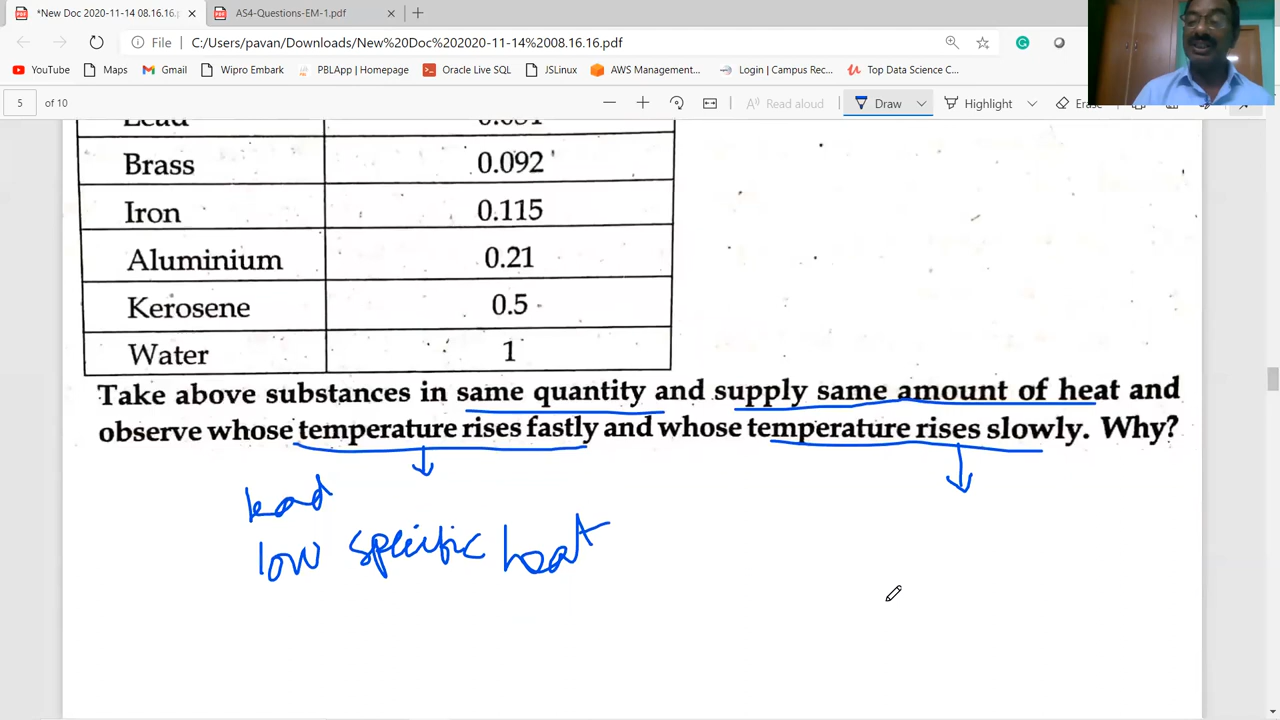 *New Doc 2020-11-14 08.16.16.p
AS4-Questions-EM-1.pdf
File C:/Users/pavan/Downloads/New%20Doc%202020-11-14%2008.16.16.pdf
YouTube Maps Gmail Wipro Embark PBLApp | Homepage Oracle Live SQL JSLinux AWS Management... Login | Campus Rec... Top Data Science C...
5 of 10 Read aloud Draw Highlight Erase
Lead 0.031
Brass 0.092
Iron 0.115
Aluminium 0.21
Kerosene 0.5
Water 1
Take above substances in same quantity and supply same amount of heat and
observe whose temperature rises fastly and whose temperature rises slowly. Why?
lead
low specific heat